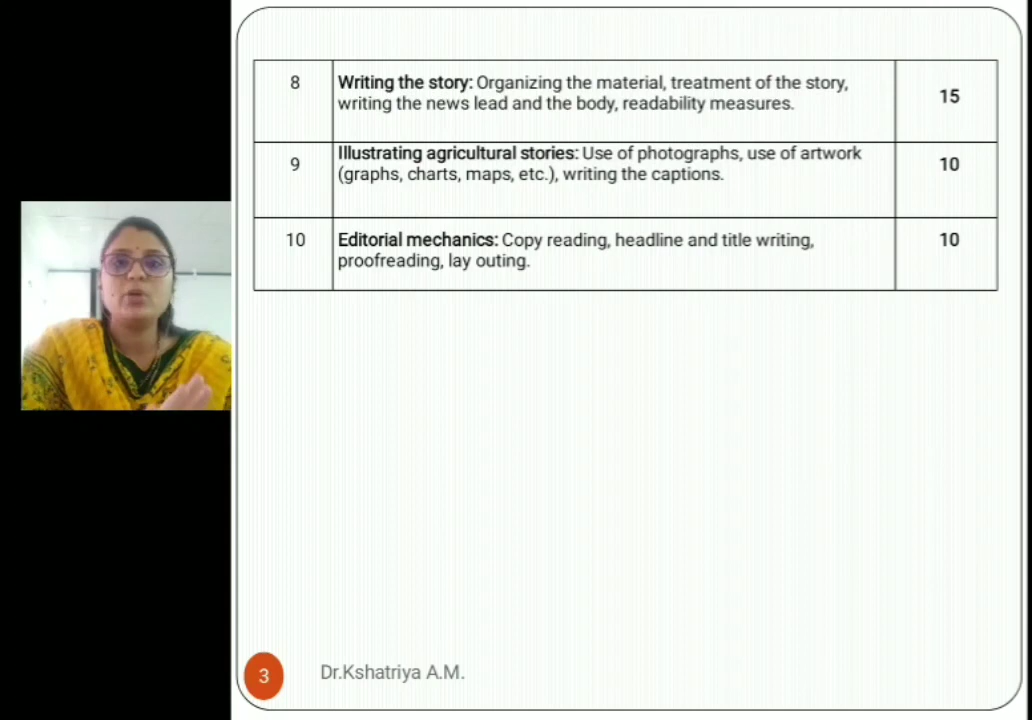 8
Writing the story: Organizing the material, treatment of the story,
writing the news lead and the body, readability measures.
15
9
Illustrating agricultural stories: Use of photographs, use of artwork
(graphs, charts, maps, etc.), writing the captions.
10
10
Editorial mechanics: Copy reading, headline and title writing,
proofreading, lay outing.
10
3
Dr.Kshatriya A.M.